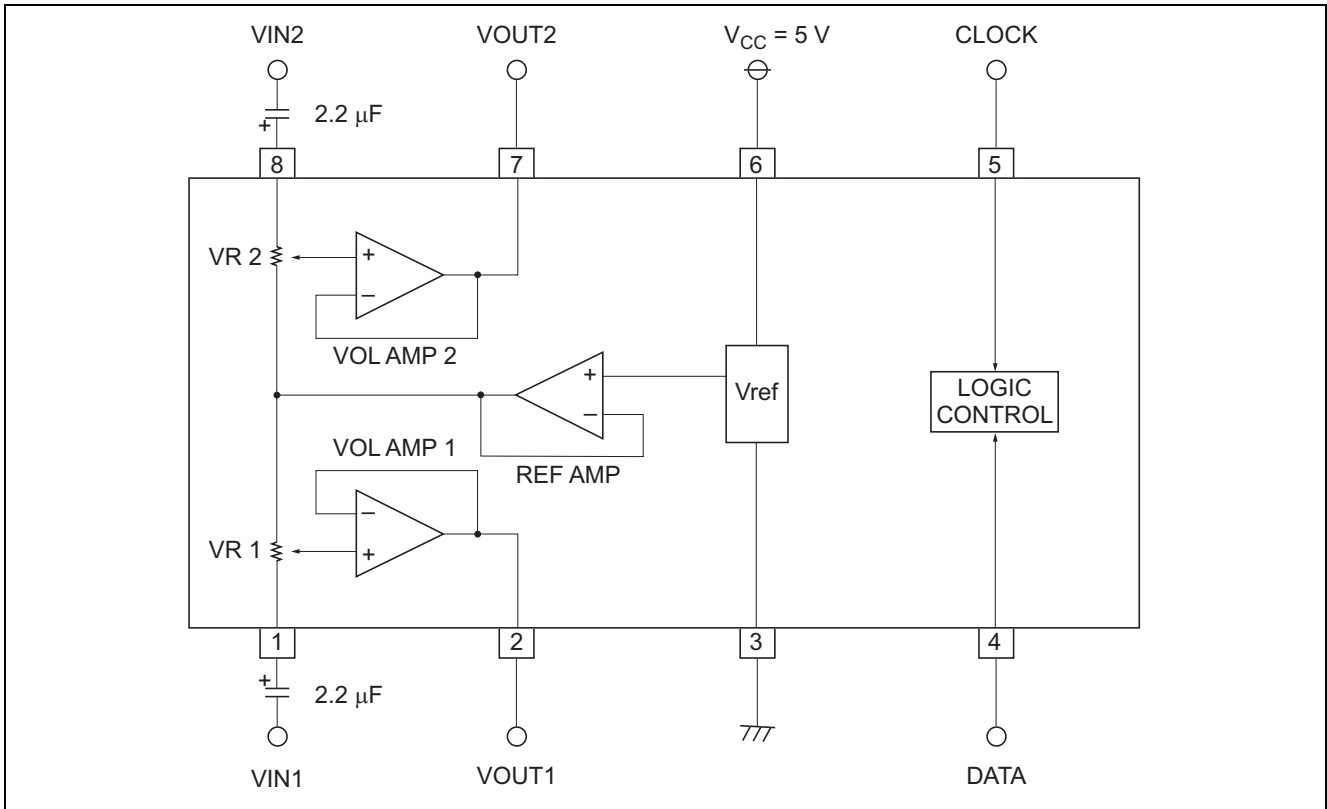 VIN2 VOUT2 V_CC = 5 V CLOCK
+ 2.2 μF
8 7 6 5
VR 2 + −
VOL AMP 2
+ −
Vref
LOGIC
CONTROL
VOL AMP 1
REF AMP
VR 1 − +
1 2 3 4
+ 2.2 μF
VIN1 VOUT1 DATA